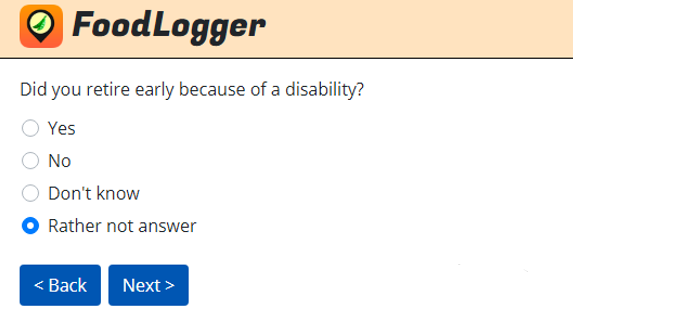 FoodLogger
Did you retire early because of a disability?
Yes
No
Don't know
Rather not answer
< Back Next >